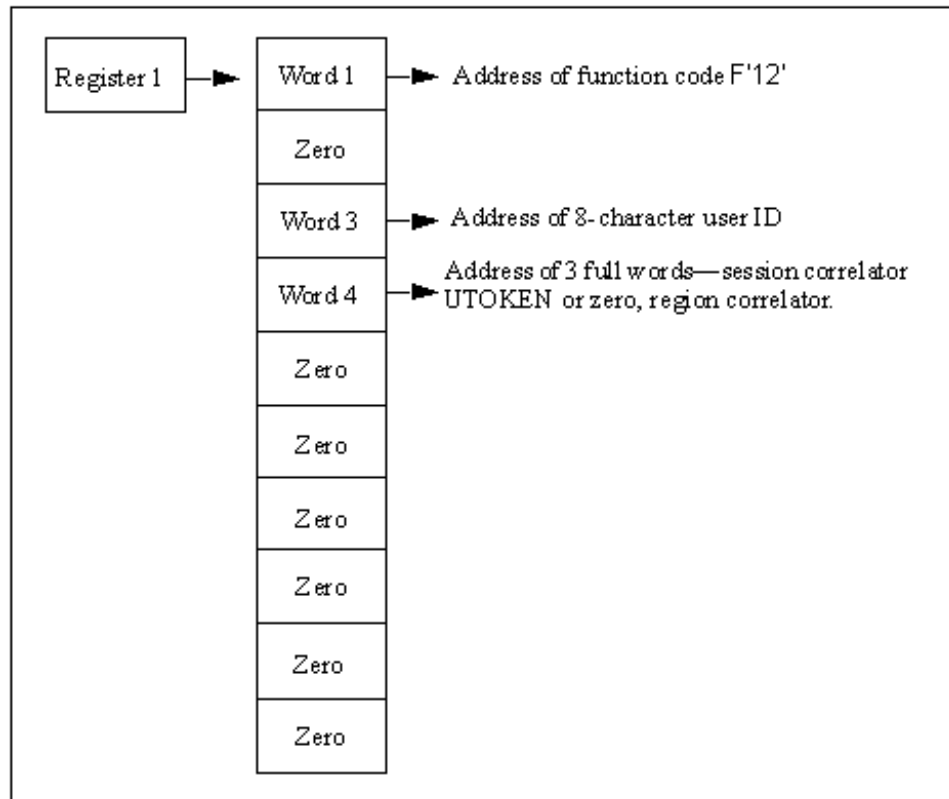 Register 1
Word 1
Address of function code F'12'
Zero
Word 3
Address of 8-character user ID
Word 4
Address of 3 full words—session correlator
UTOKEN or zero, region correlator.
Zero
Zero
Zero
Zero
Zero
Zero